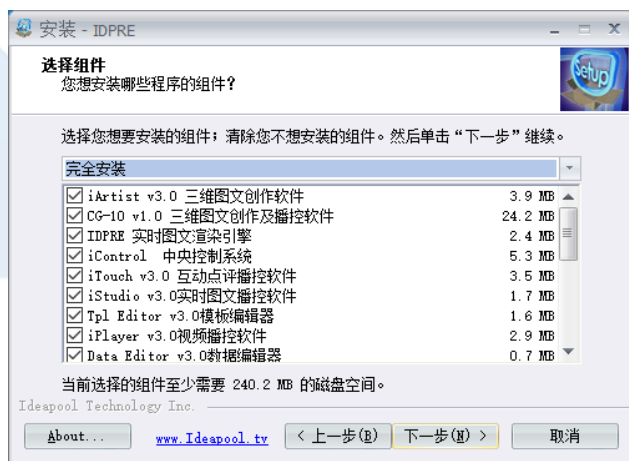 安装 - IDPRE
选择组件
您想安装哪些程序的组件?
Setup
选择您想要安装的组件；清除您不想安装的组件。然后单击“下一步”继续。
完全安装
iArtist v3.0 三维图文创作软件 3.9 MB
CG-10 v1.0 三维图文创作及播控软件 24.2 MB
IDPRE 实时图文渲染引擎 2.4 MB
iControl 中央控制系统 5.3 MB
iTouch v3.0 互动点评播控软件 3.5 MB
iStudio v3.0实时图文播控软件 1.7 MB
Tpl Editor v3.0模板编辑器 1.6 MB
iPlayer v3.0视频播控软件 2.9 MB
Data Editor v3.0数据编辑器 0.7 MB
当前选择的组件至少需要 240.2 MB 的磁盘空间。
Ideapool Technology Inc.
About... www.Ideapool.tv < 上一步(B) 下一步(N) > 取消